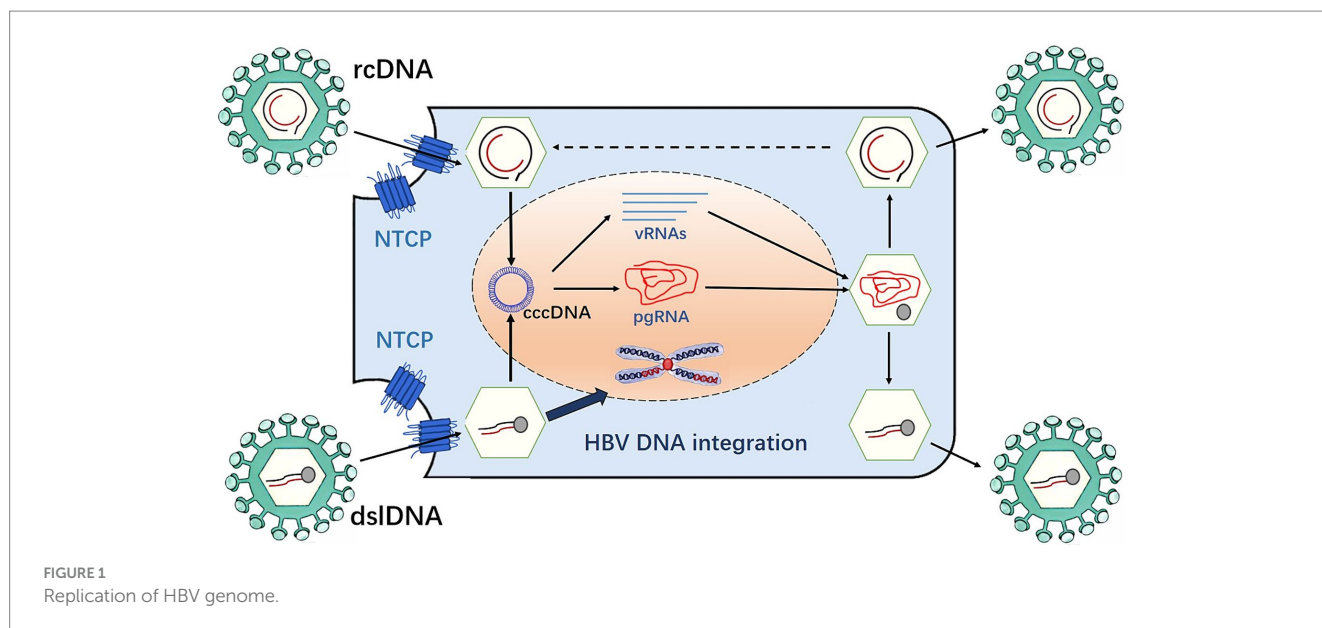 rcDNA
NTCP
vRNAs
cccDNA
pgRNA
NTCP
HBV DNA integration
dslDNA
FIGURE 1
Replication of HBV genome.